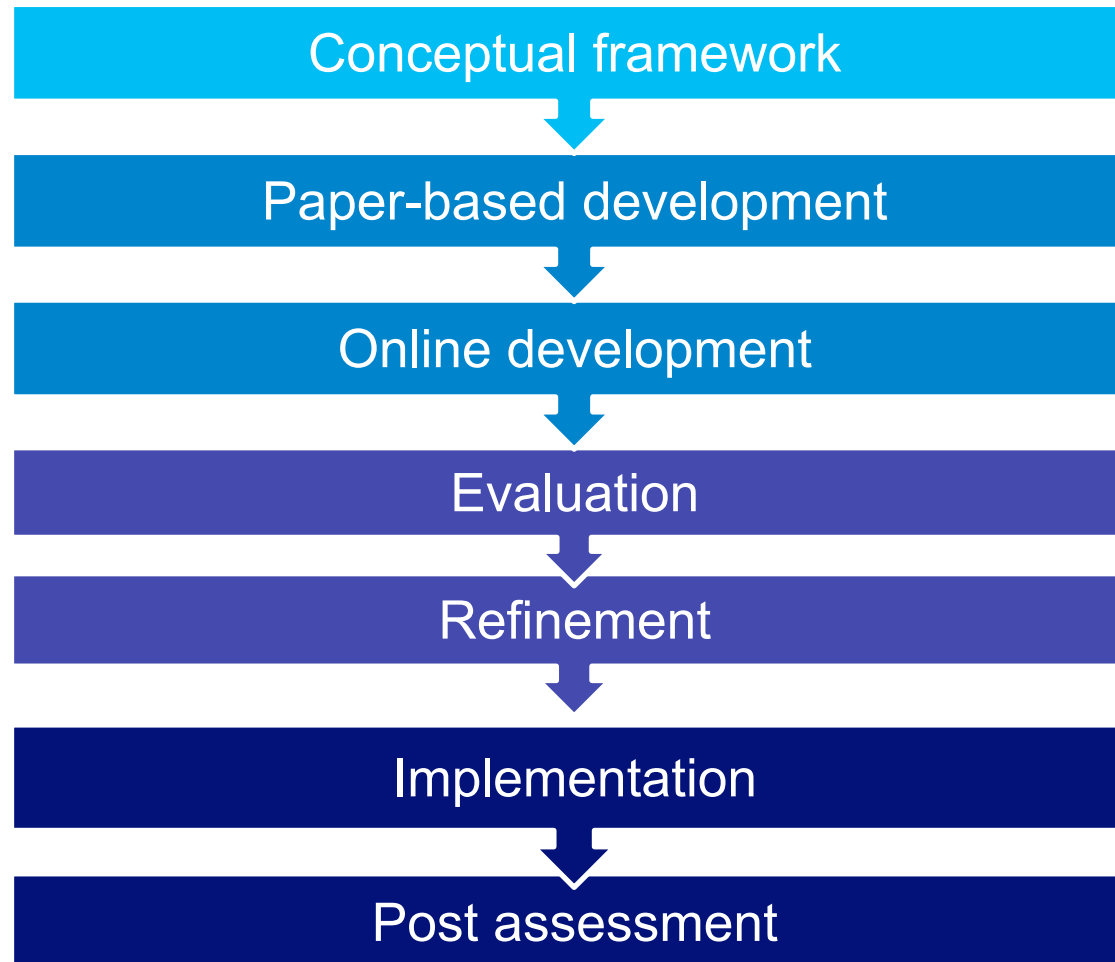 Conceptual framework
Paper-based development
Online development
Evaluation
Refinement
Implementation
Post assessment